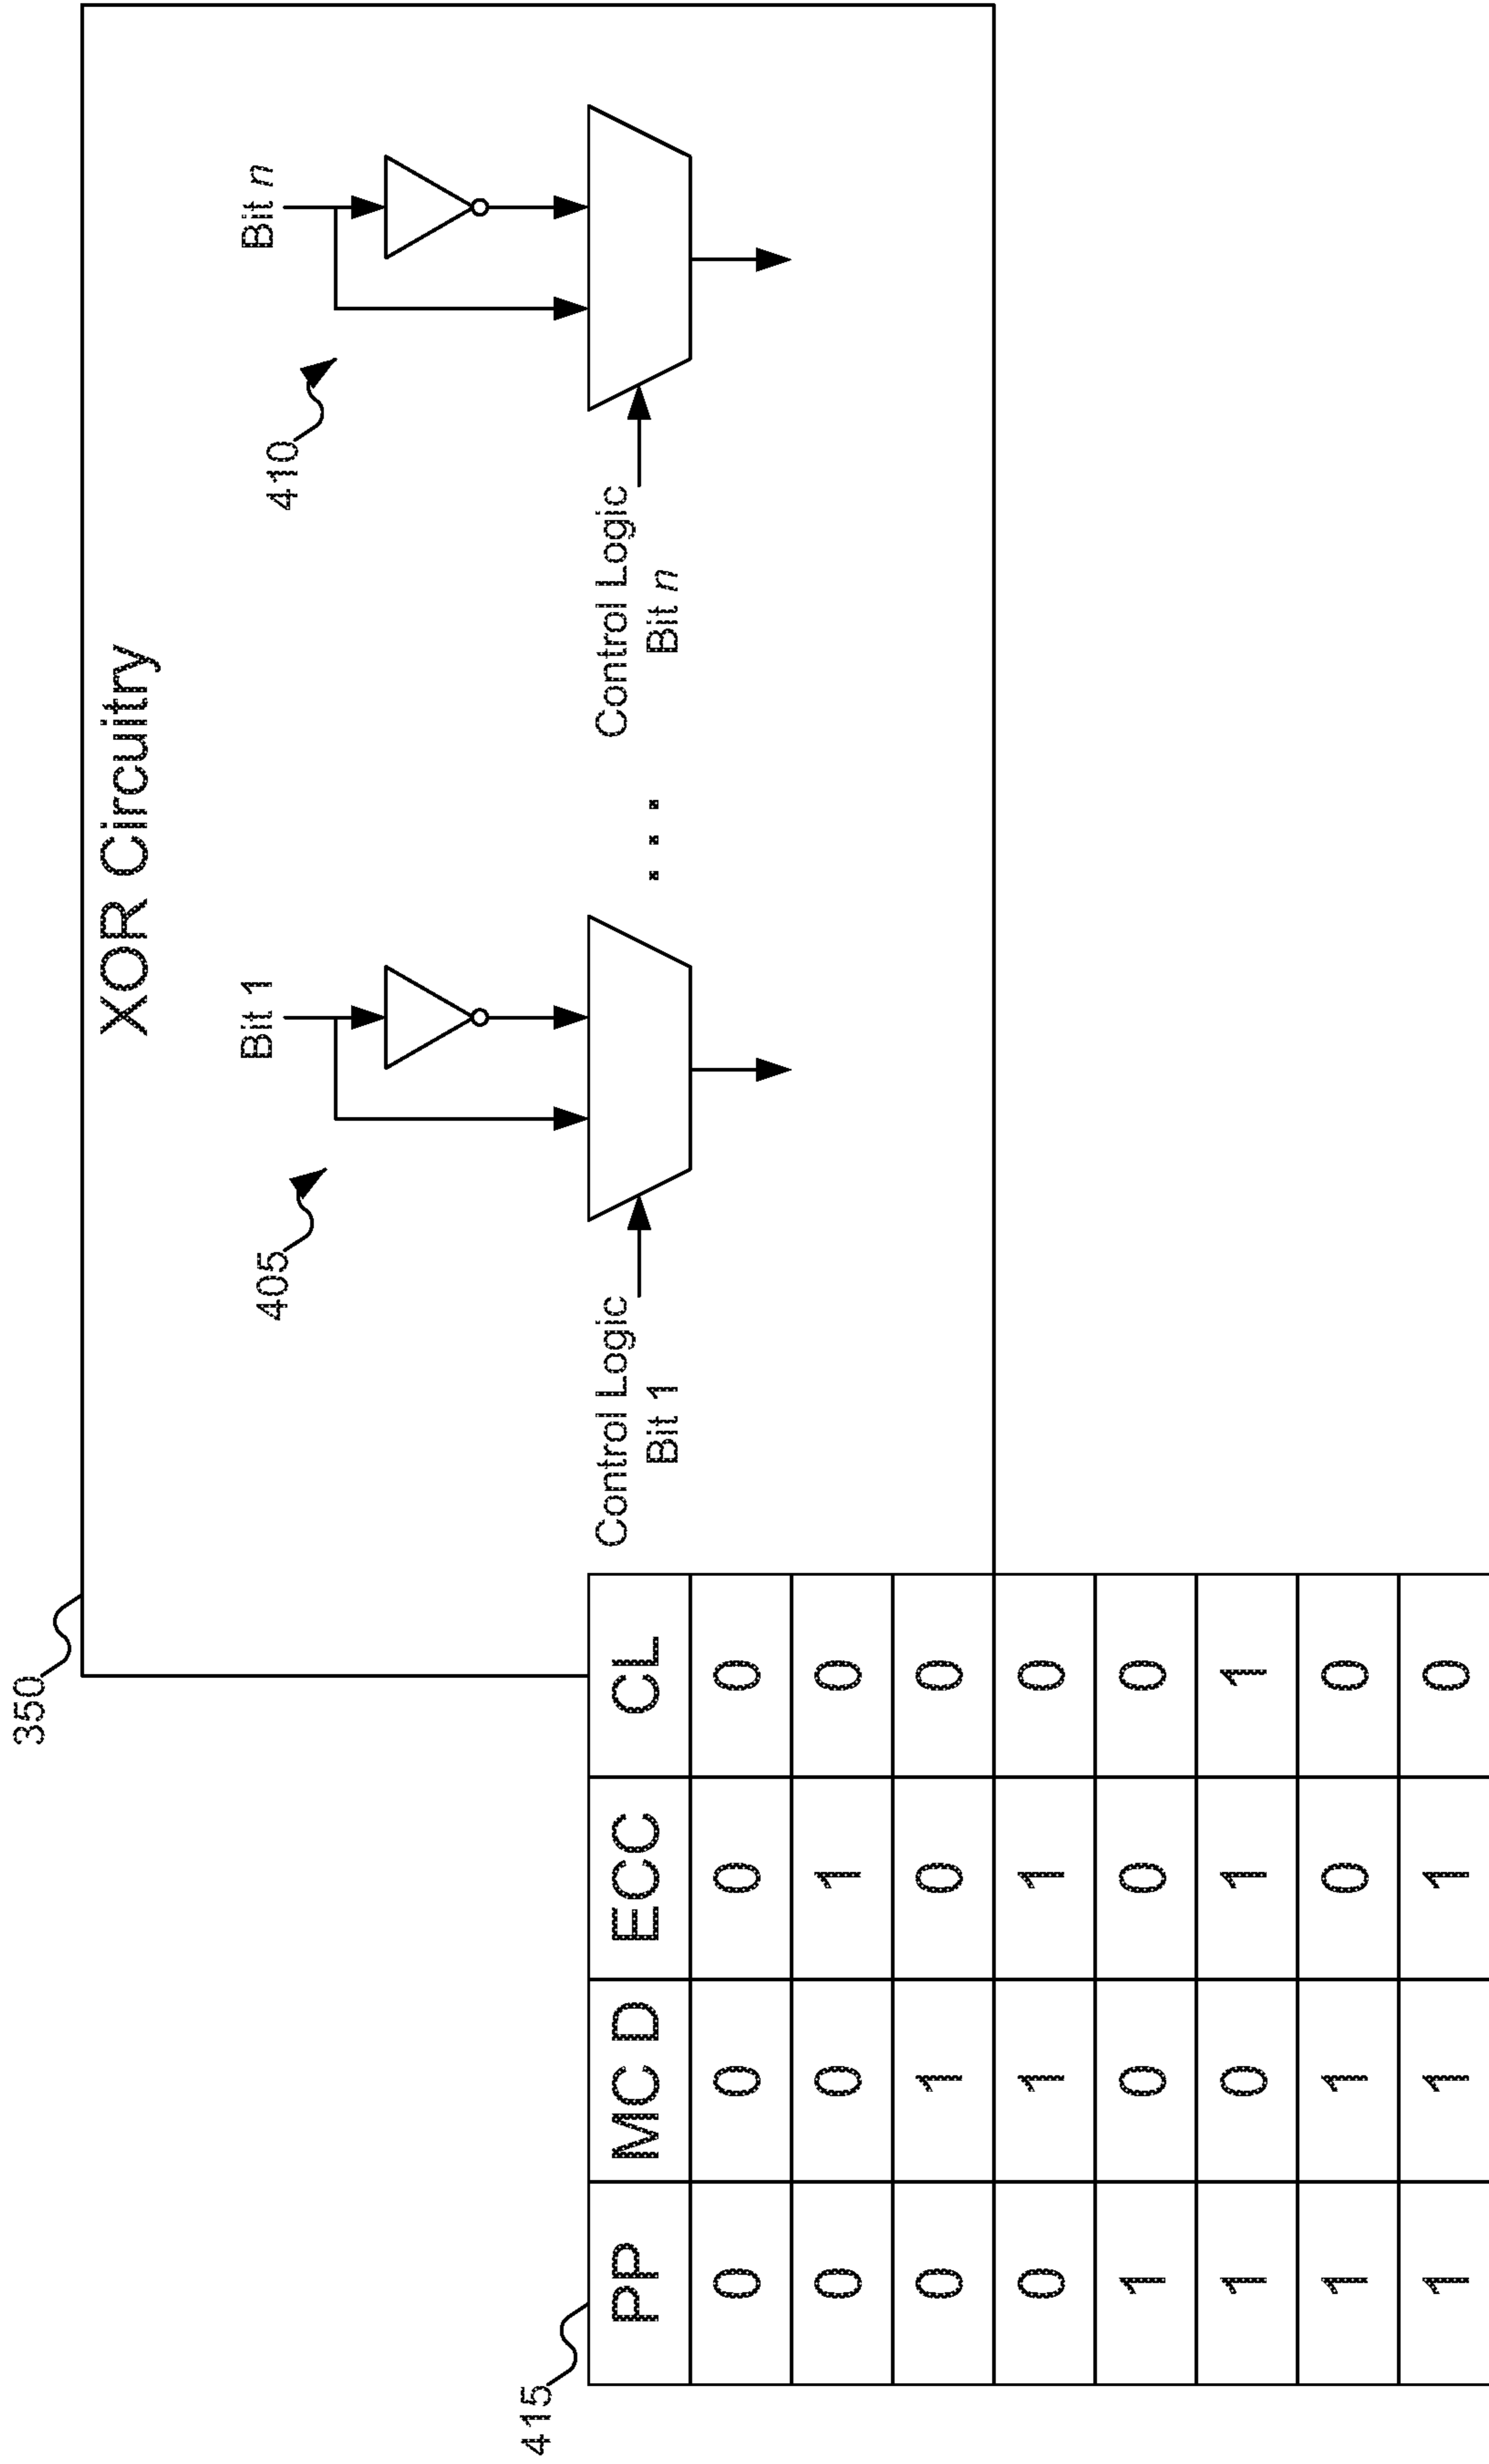 350
XOR Circuitry
Bit 1
Bit n
405
410
Control Logic
Bit 1
. . .
Control Logic
Bit n
415
PP MC D ECC CL
0 0 0 0
0 0 1 0
0 1 0 0
0 1 1 0
1 0 0 0
1 0 1 1
1 1 0 0
1 1 1 0